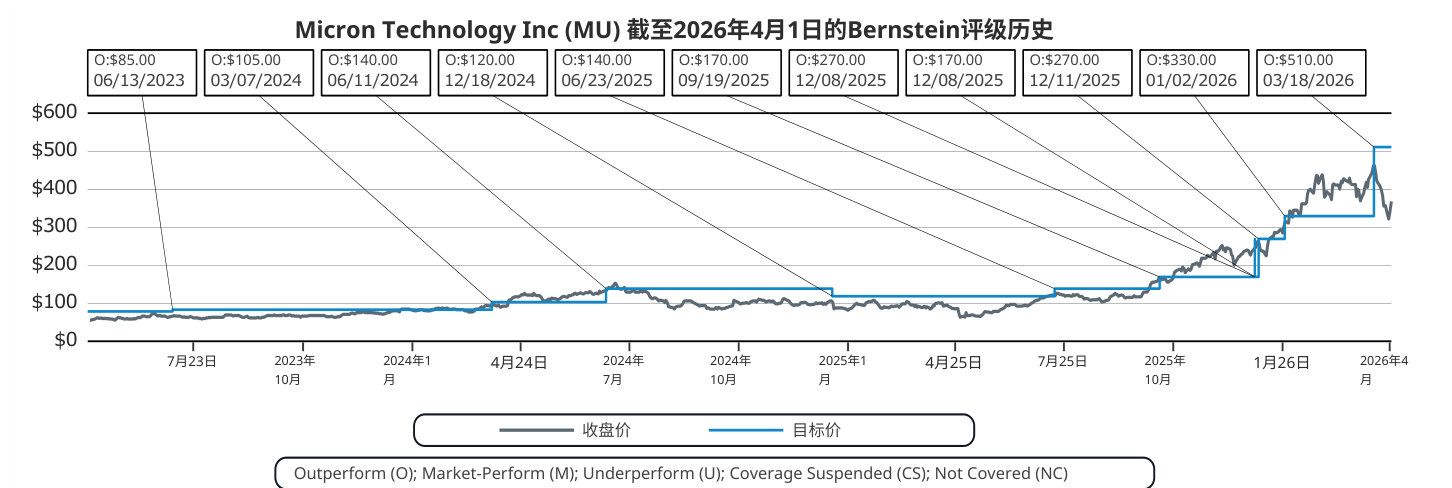 Micron Technology Inc (MU) 截至2026年4月1日的Bernstein评级历史
O:$85.00
06/13/2023
O:$105.00
03/07/2024
O:$140.00
06/11/2024
O:$120.00
12/18/2024
O:$140.00
06/23/2025
O:$170.00
09/19/2025
O:$270.00
12/08/2025
O:$170.00
12/08/2025
O:$270.00
12/11/2025
O:$330.00
01/02/2026
O:$510.00
03/18/2026
$600
$500
$400
$300
$200
$100
$0
7月23日
2023年
10月
2024年1
月
4月24日
2024年
7月
2024年
10月
2025年1
月
4月25日
7月25日
2025年
10月
1月26日
2026年4
月
收盘价
目标价
Outperform (O); Market-Perform (M); Underperform (U); Coverage Suspended (CS); Not Covered (NC)